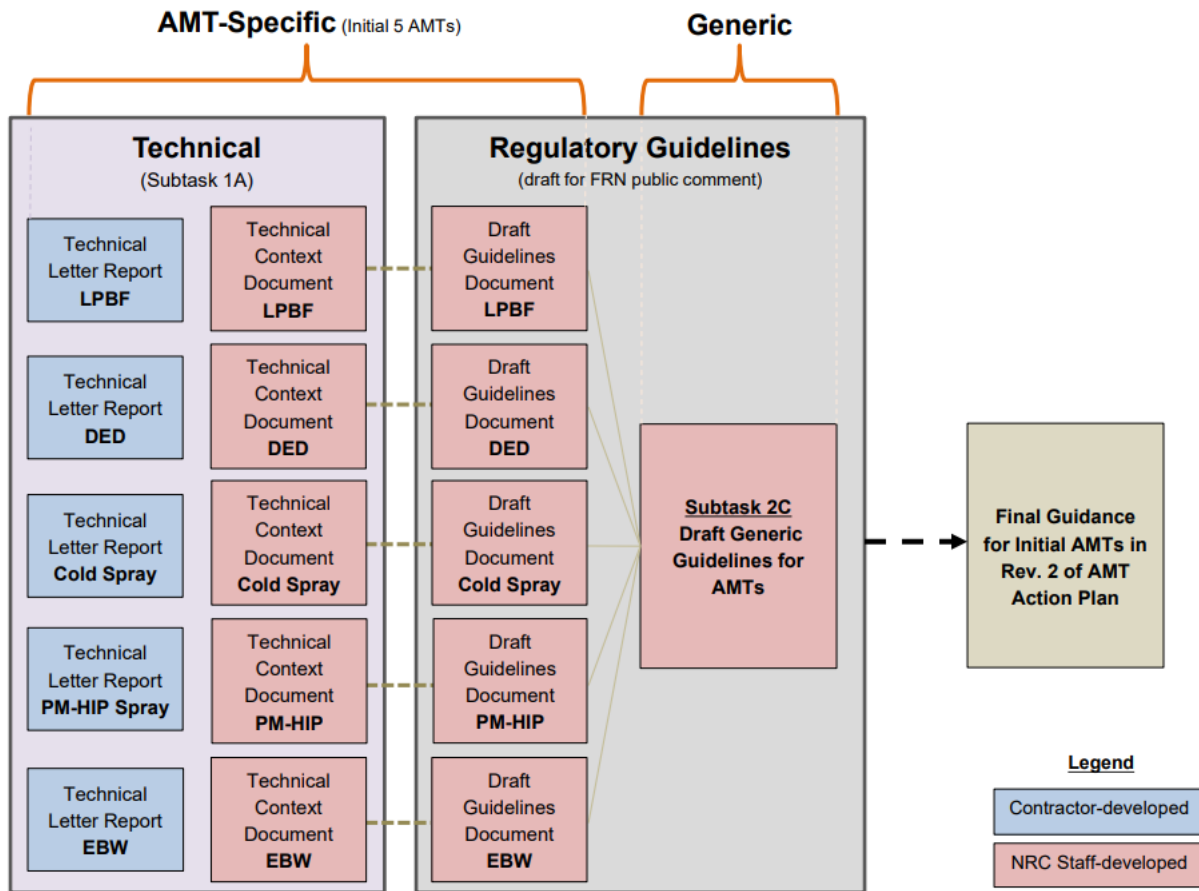 AMT-Specific (Initial 5 AMTs)
Generic
Technical
(Subtask 1A)
Regulatory Guidelines
(draft for FRN public comment)
Technical
Letter Report
LPBF
Technical
Context
Document
LPBF
Draft
Guidelines
Document
LPBF
Technical
Letter Report
DED
Technical
Context
Document
DED
Draft
Guidelines
Document
DED
Technical
Letter Report
Cold Spray
Technical
Context
Document
Cold Spray
Draft
Guidelines
Document
Cold Spray
Technical
Letter Report
PM-HIP Spray
Technical
Context
Document
PM-HIP
Draft
Guidelines
Document
PM-HIP
Technical
Letter Report
EBW
Technical
Context
Document
EBW
Draft
Guidelines
Document
EBW
Subtask 2C
Draft Generic
Guidelines for
AMTs
Final Guidance
for Initial AMTs in
Rev. 2 of AMT
Action Plan
Legend
Contractor-developed
NRC Staff-developed